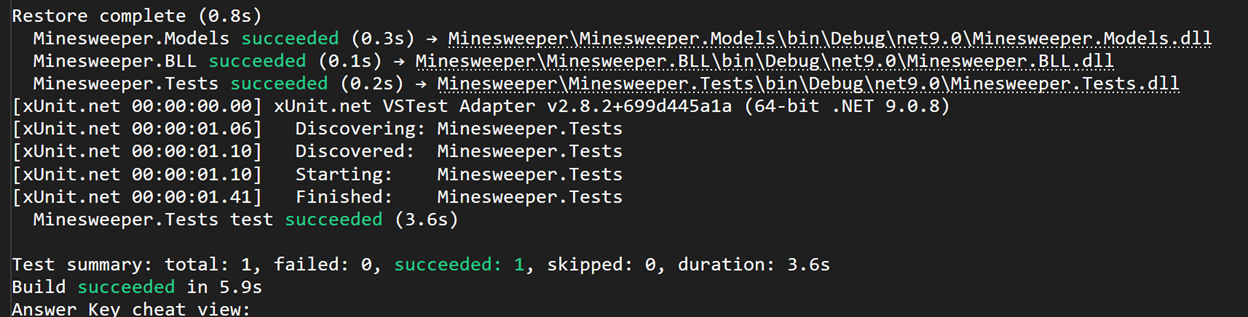 Restore complete (0.8s)
  Minesweeper.Models succeeded (0.3s) → Minesweeper\Minesweeper.Models\bin\Debug\net9.0\Minesweeper.Models.dll
  Minesweeper.BLL succeeded (0.1s) → Minesweeper\Minesweeper.BLL\bin\Debug\net9.0\Minesweeper.BLL.dll
  Minesweeper.Tests succeeded (0.2s) → Minesweeper\Minesweeper.Tests\bin\Debug\net9.0\Minesweeper.Tests.dll
[xUnit.net 00:00:00.00] xUnit.net VSTest Adapter v2.8.2+699d445a1a (64-bit .NET 9.0.8)
[xUnit.net 00:00:01.06]   Discovering: Minesweeper.Tests
[xUnit.net 00:00:01.10]   Discovered:  Minesweeper.Tests
[xUnit.net 00:00:01.10]   Starting:    Minesweeper.Tests
[xUnit.net 00:00:01.41]   Finished:    Minesweeper.Tests
  Minesweeper.Tests test succeeded (3.6s)

Test summary: total: 1, failed: 0, succeeded: 1, skipped: 0, duration: 3.6s
Build succeeded in 5.9s
Answer Key cheat view: